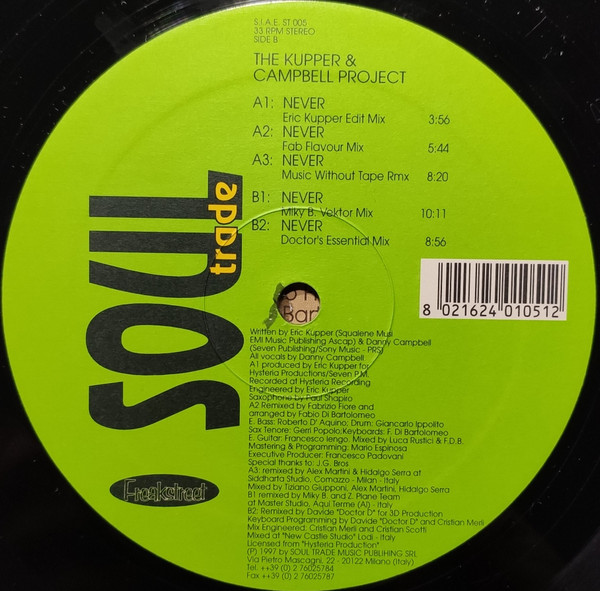 S.I.A.E. ST 005
33 RPM STEREO
SIDE B
THE KUPPER &
CAMPBELL PROJECT
A1: NEVER
Eric Kupper Edit Mix 3:56
A2: NEVER
Fab Flavour Mix 5:44
A3: NEVER
Music Without Tape Rmx 8:20
B1: NEVER
Miky B. Vektor Mix 10:11
B2: NEVER
Doctor's Essential Mix 8:56
SOUL
trade
8 021624 010512
Written by Eric Kupper (Squalene Musi
EMI Music Publishing Ascap) & Danny Campbell
(Seven Publishing/Sony Music - PRS)
All vocals by Danny Campbell
A1 produced by Eric Kupper for
Hysteria Productions/Seven P.M.
Recorded at Hysteria Recording
Engineered by Eric Kupper
Saxophone by Paul Shapiro
A2 Remixed by Fabrizio Fiore and
arranged by Fabio Di Bartolomeo
E. Bass: Roberto D' Aquino; Drum: Giancarlo Ippolito
Sax Tenore: Gerri Popolo;Keyboards: F. Di Bartolomeo
E. Guitar: Francesco Iengo. Mixed by Luca Rustici & F.D.B.
Mastering & Programming: Mario Espinosa
Executive Producer: Francesco Padovani
Special thanks to: J.G. Bros
A3: remixed by Alex Martini & Hidalgo Serra at
Siddharta Studio, Comazzo - Milan - Italy
Mixed by Tiziano Giupponi, Alex Martini, Hidalgo Serra
B1 remixed by Miky B. and Z. Plane Team
at Master Studio, Aqui Terme (Al) - Italy
B2: Remixed by Davide "Doctor D" for 3D Production
Keyboard Programming by Davide "Doctor D" and Cristian Merli
Mix Engineered: Cristian Merli and Cristian Scotti
Mixed at "New Castle Studio" Lodi - Italy
Licensed from "Hysteria Production"
(P) 1997 by SOUL TRADE MUSIC PUBLIHING SRL
Via Pietro Mascagni, 22 - 20122 Milano (Italy)
Tel. ++39 (0) 2 76025784
Fax ++39 (0) 2 76025787
Freakstreet